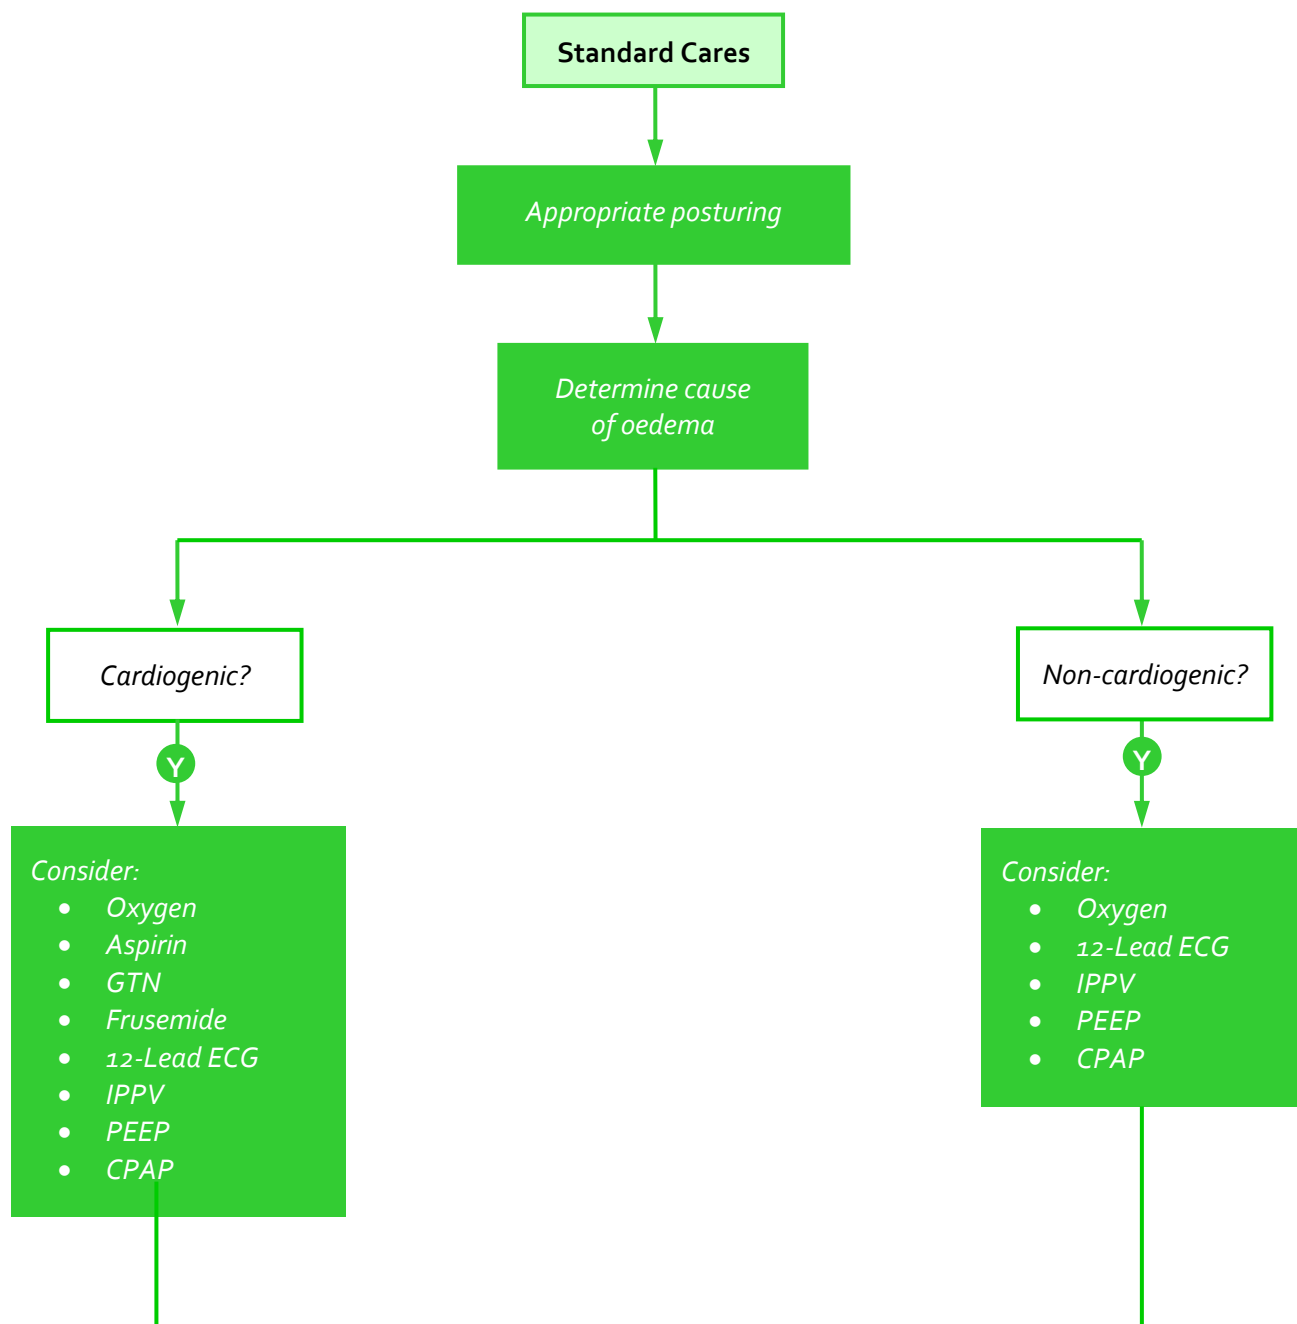 Standard Cares
Appropriate posturing
Determine cause
of oedema
Cardiogenic?
Y
Consider:
• Oxygen
• Aspirin
• GTN
• Frusemide
• 12-Lead ECG
• IPPV
• PEEP
• CPAP
Non-cardiogenic?
Y
Consider:
• Oxygen
• 12-Lead ECG
• IPPV
• PEEP
• CPAP